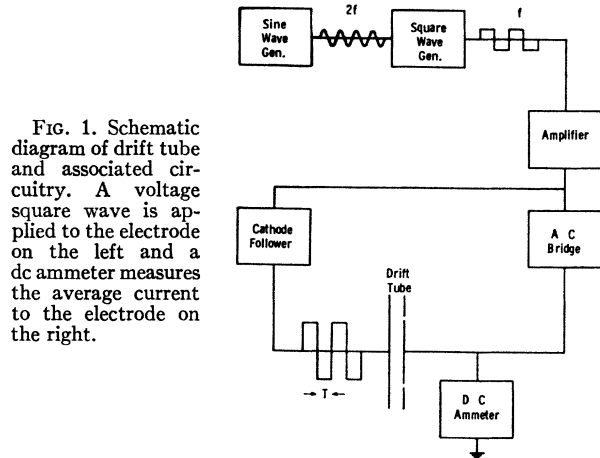 Sine
Wave
Gen.
2f
Square
Wave
Gen.
f
Amplifier
FIG. 1. Schematic
diagram of drift tube
and associated cir-
cuitry. A voltage
square wave is ap-
plied to the electrode
on the left and a
dc ammeter measures
the average current
to the electrode on
the right.
Cathode
Follower
A C
Bridge
Drift
Tube
T
D C
Ammeter